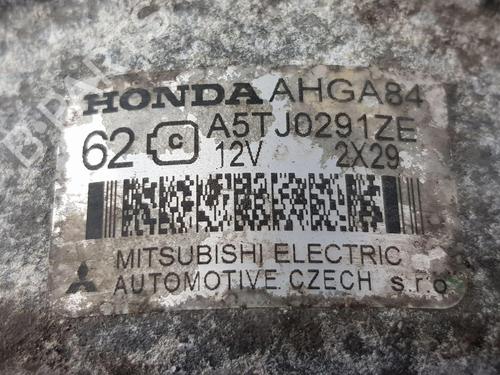 HONDA AHGA84
62 C A5TJ0291ZE
12V 2X29
MITSUBISHI ELECTRIC
AUTOMOTIVE CZECH s.r.o